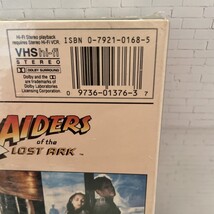 Hi-Fi Stereo playback
requires Stereo Hi-Fi VCR.
VHS hi-fi
STEREO
DOLBY SURROUND
Dolby and the
are trademarks of
Dolby Laboratories
Licensing Corporation.
ISBN 0-7921-0168-5
0 9736-01376-3 7
RAIDERS
of the
LOST ARK™